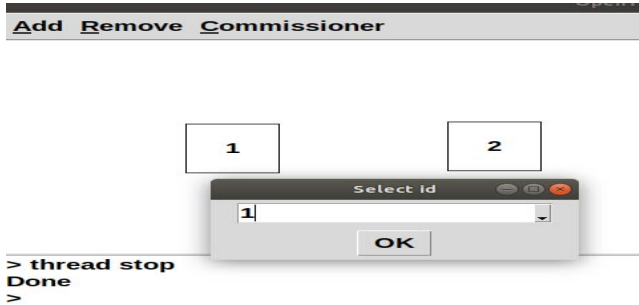 Add Remove Commissioner
1 2
Select id
1
OK
> thread stop
Done
>